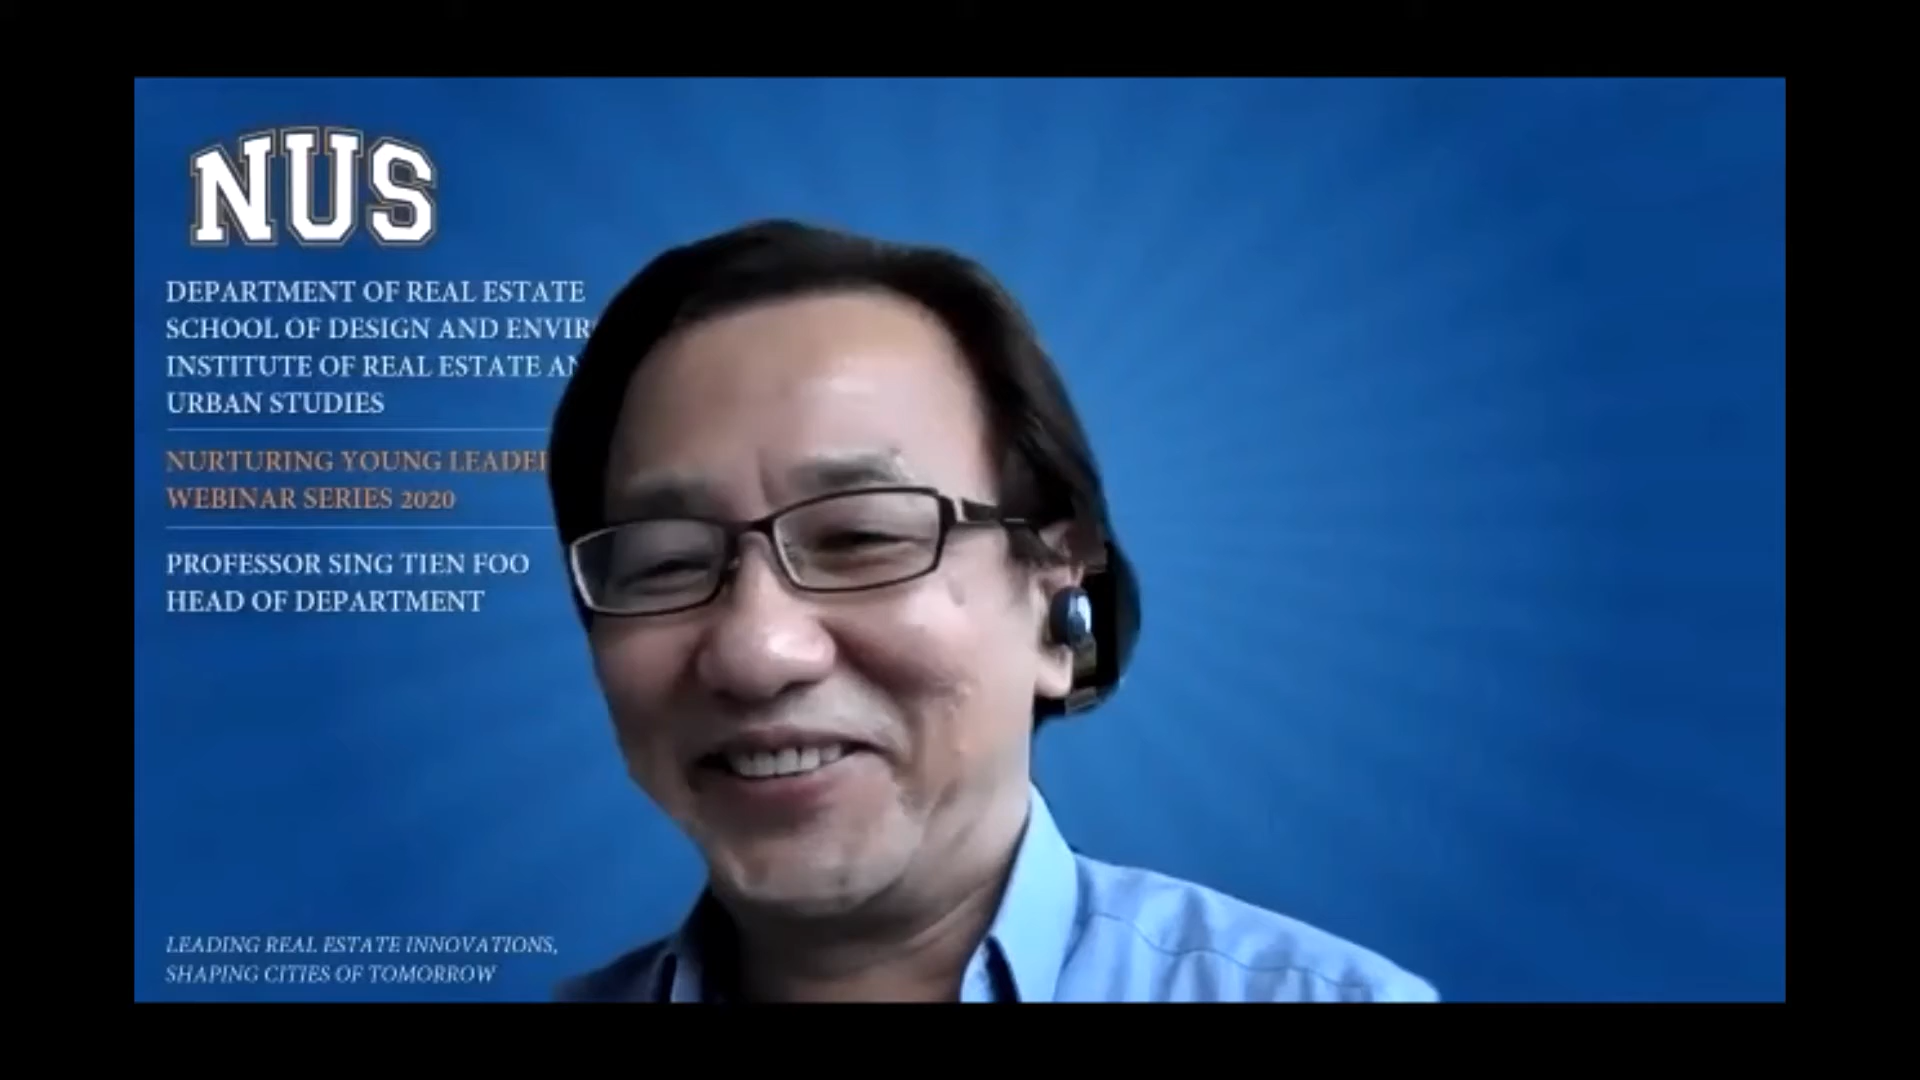 NUS
DEPARTMENT OF REAL ESTATE
SCHOOL OF DESIGN AND
INSTITUTE OF REAL ESTATE
URBAN STUDIES
NURTURING YOUNG
WEBINAR SERIES 2020
PROFESSOR SING TIEN FOO
HEAD OF DEPARTMENT
LEADING REAL ESTATE INNOVATIONS,
SHAPING CITIES OF TOMORROW